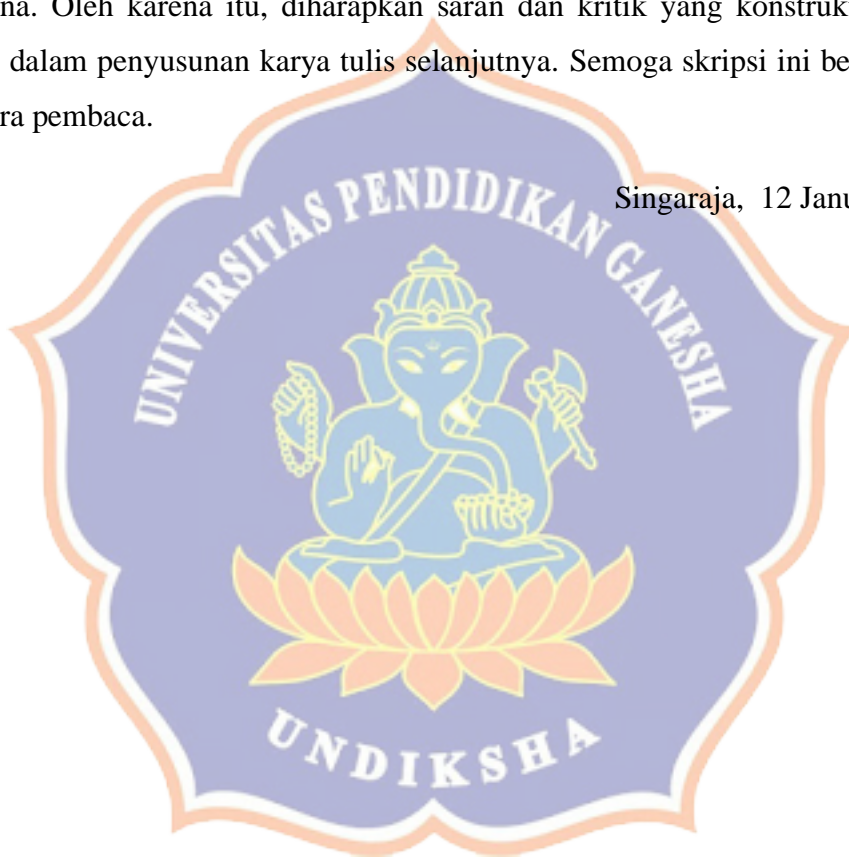 na. Oleh karena itu, diharapkan saran dan kritik yang konstruk
dalam penyusunan karya tulis selanjutnya. Semoga skripsi ini be
ra pembaca.
Singaraja, 12 Janu
UNIVERSITAS PENDIDIKAN GANESHA
UNDIKSHA